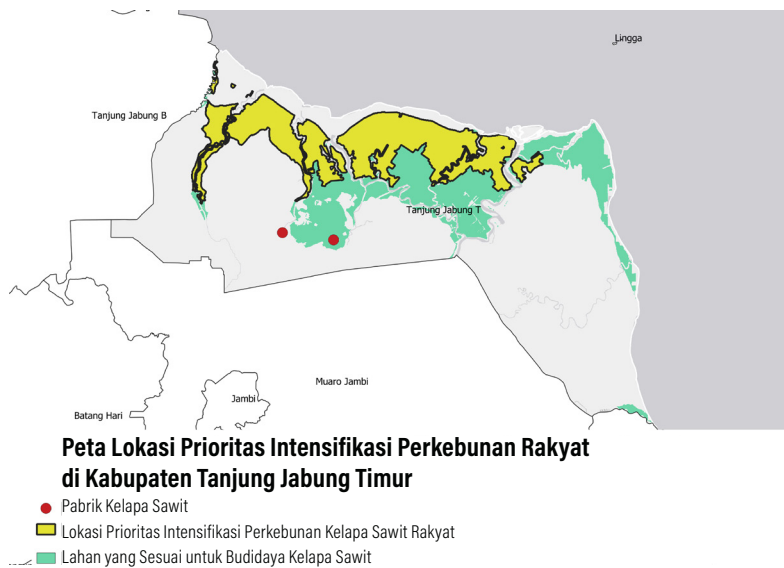 Lingga
Tanjung Jabung B
Tanjung Jabung T
Muaro Jambi
Jambi
Batang Hari
Peta Lokasi Prioritas Intensifikasi Perkebunan Rakyat
di Kabupaten Tanjung Jabung Timur
Pabrik Kelapa Sawit
Lokasi Prioritas Intensifikasi Perkebunan Kelapa Sawit Rakyat
Lahan yang Sesuai untuk Budidaya Kelapa Sawit